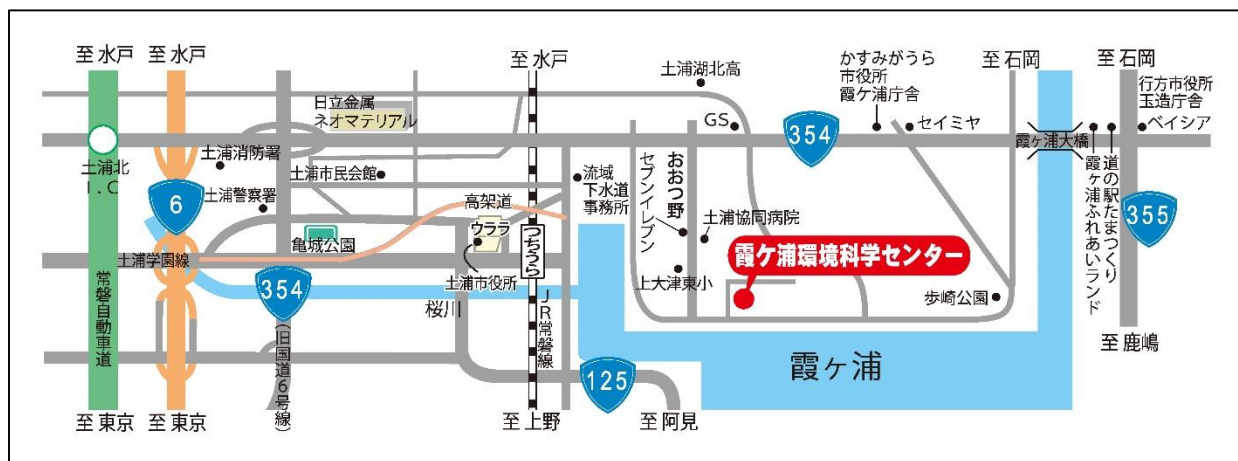 至 水戸
至 水戸
至 水戸
至 石岡
至 石岡
日立金属
ネオマテリアル
土浦湖北高
かすみがうら
市役所
霞ケ浦庁舎
行方市役所
玉造庁舎
ベイシア
GS
354
セイミヤ
霞ヶ浦大橋
土浦北
I.C
土浦消防署
土浦市民会館
流域
下水道
事務所
セブンイレブン
おおつ野
道の駅たまつくり
霞ヶ浦ふれあいランド
6
土浦警察署
高架道
ウララ
土浦協同病院
355
亀城公園
つちうら
霞ケ浦環境科学センター
土浦学園線
354
土浦市役所
上大津東小
歩崎公園
常磐自動車道
桜川
JR常磐線
(旧国道6号線)
霞ヶ浦
至 鹿嶋
125
至 東京
至 東京
至 上野
至 阿見